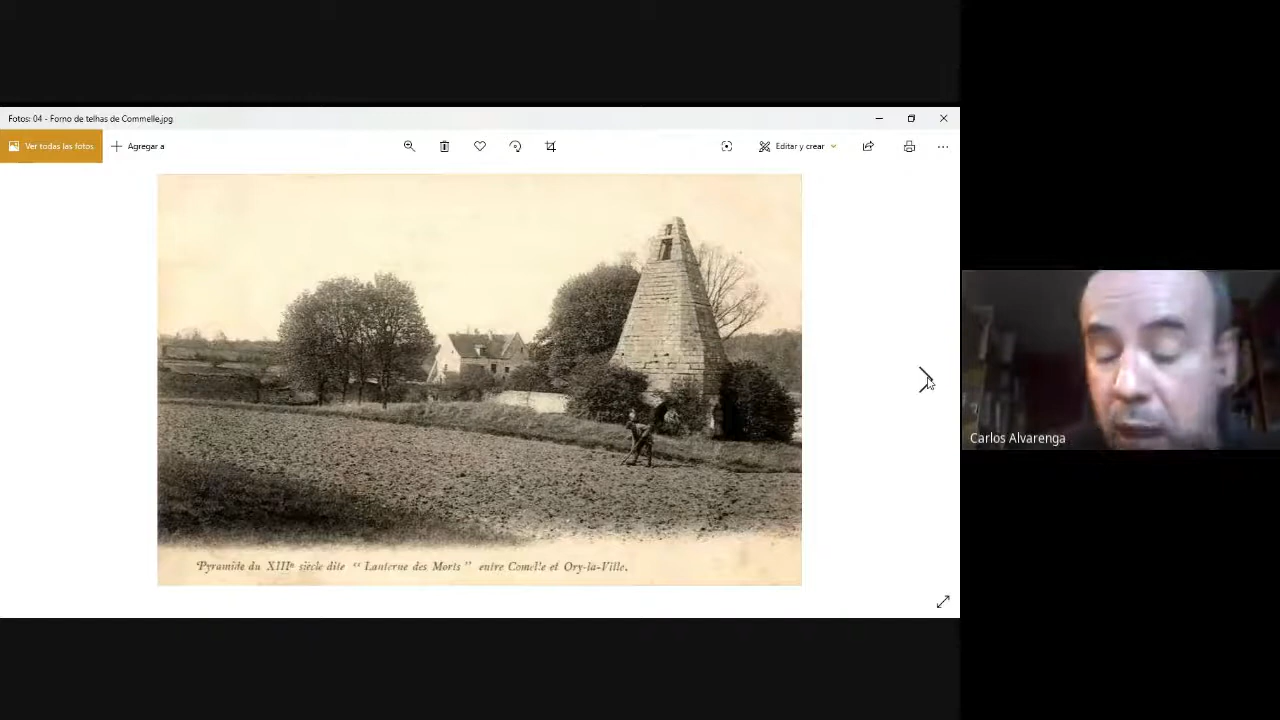 Fotos: 04 - Forno de telhas de Commelle.jpg
Ver todas las fotos
Agregar a
Editar y crear
Pyramide du XIIIe siècle dite “ Lanterne des Morts ” entre Comelle et Ory-la-Ville.
Carlos Alvarenga